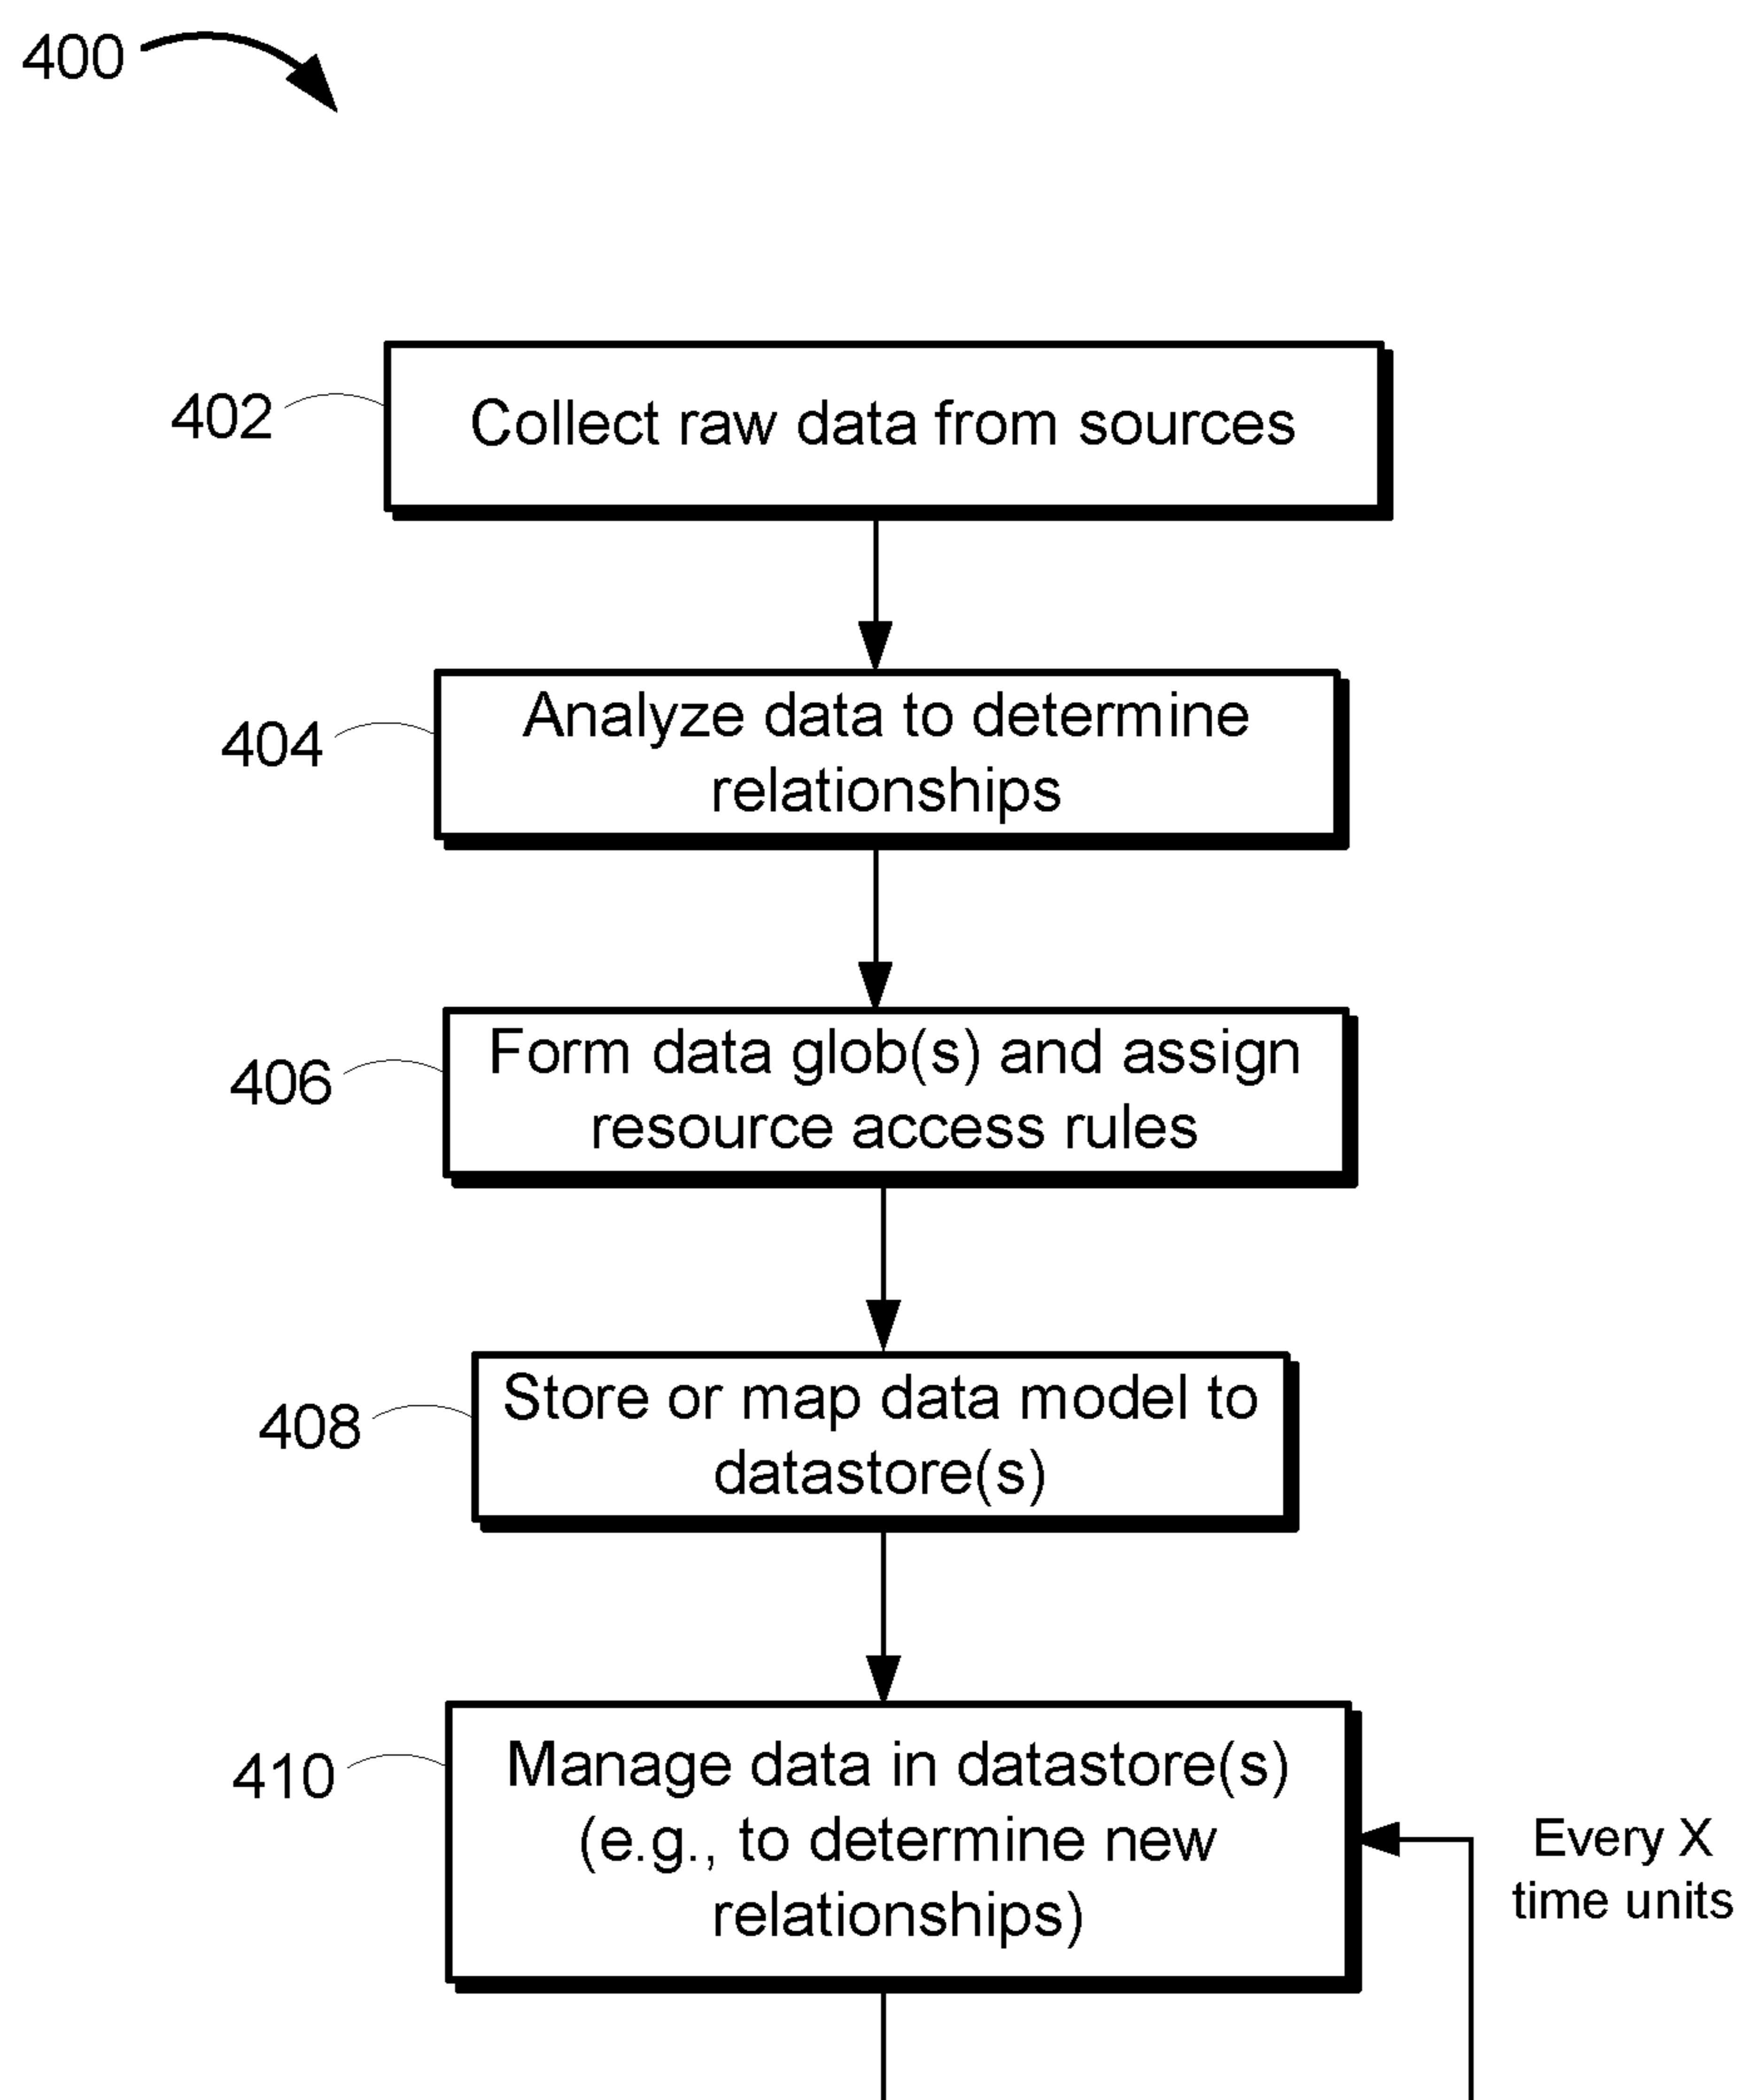 400
402
Collect raw data from sources
404
Analyze data to determine
relationships
406
Form data glob(s) and assign
resource access rules
408
Store or map data model to
datastore(s)
410
Manage data in datastore(s)
(e.g., to determine new
relationships)
Every X
time units